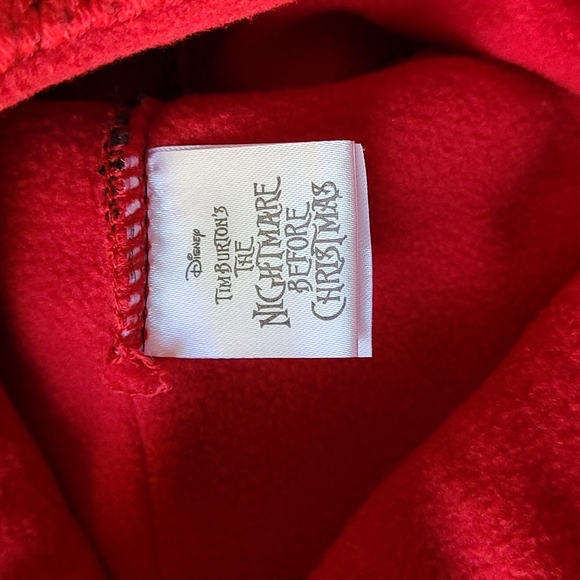 Disney
Tim Burton's
The
Nightmare
Before
Christmas